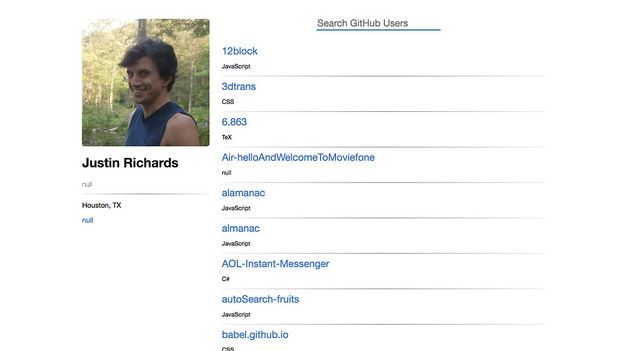 Search GitHub Users
Justin Richards
null
Houston, TX
null
12block
JavaScript
3dtrans
CSS
6.863
TeX
Air-helloAndWelcomeToMoviefone
null
alamanac
JavaScript
almanac
JavaScript
AOL-Instant-Messenger
C#
autoSearch-fruits
JavaScript
babel.github.io
CSS